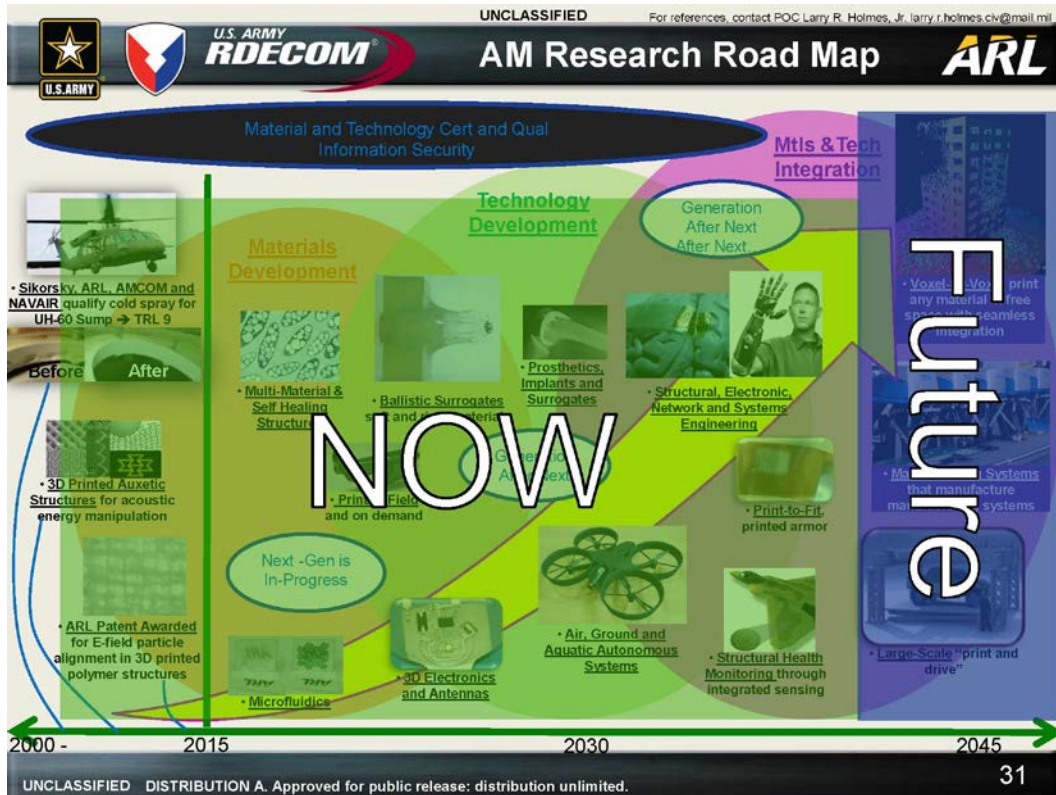 UNCLASSIFIED
For references, contact POC Larry R. Holmes, Jr. larry.r.holmes.civ@mail.mil
U.S. ARMY
U.S. ARMY
RDECOM®
AM Research Road Map
ARL
Material and Technology Cert and Qual
Information Security
Mtls &Tech
Integration
Technology
Development
Generation
After Next
After Next...
Materials
Development
• Sikorsky, ARL, AMCOM and
NAVAIR qualify cold spray for
UH-60 Sump → TRL 9
Before
After
• Multi-Material &
Self Healing
• Ballistic Surrogates
• Prosthetics,
Implants and
Surrogates
• Structural, Electronic,
Network and Systems
Engineering
print
any material
free
space with seamless
integration
NOW
Future
• 3D Printed Auxetic
Structures for acoustic
energy manipulation
and on demand
• Print-to-Fit,
printed armor
Systems
that manufacture
systems
Next -Gen is
In-Progress
• ARL Patent Awarded
for E-field particle
alignment in 3D printed
polymer structures
• Microfluidics
• 3D Electronics
and Antennas
• Air, Ground and
Aquatic Autonomous
Systems
• Structural Health
Monitoring through
integrated sensing
• Large-Scale "print and
drive"
2000 -
2015
2030
2045
UNCLASSIFIED DISTRIBUTION A. Approved for public release: distribution unlimited.
31